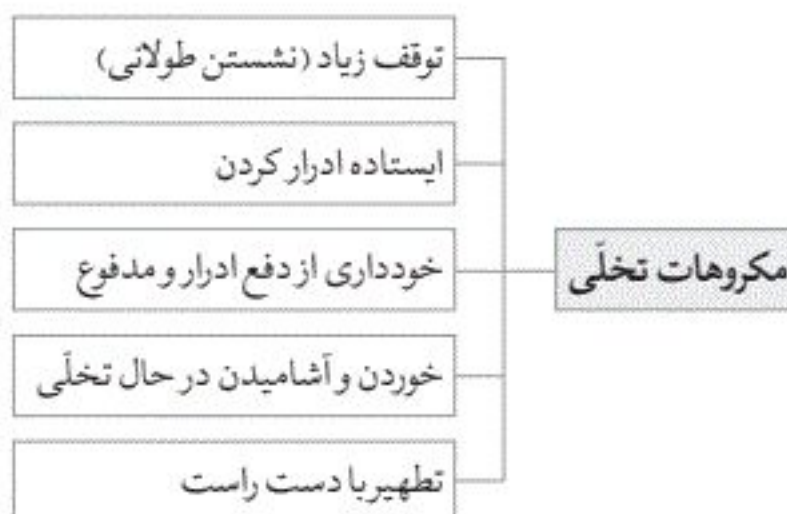 مکروهات تخلّی
توقف زیاد (نشستن طولانی)
ایستاده ادرار کردن
خودداری از دفع ادرار و مدفوع
خوردن و آشامیدن در حال تخلّی
تطهیر با دست راست